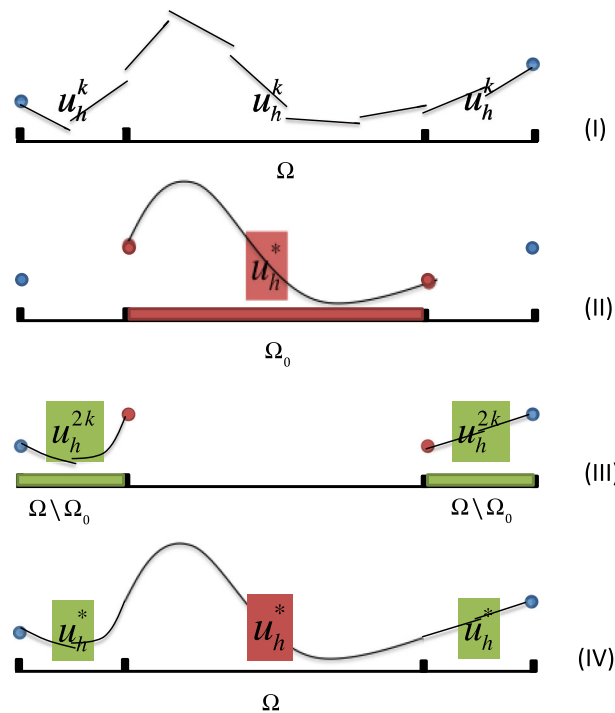 u_h^k u_h^k u_h^k
(I)
Ω
u_h^*
(II)
Ω_0
u_h^{2k} u_h^{2k}
(III)
Ω\Ω_0 Ω\Ω_0
u_h^* u_h^* u_h^*
(IV)
Ω